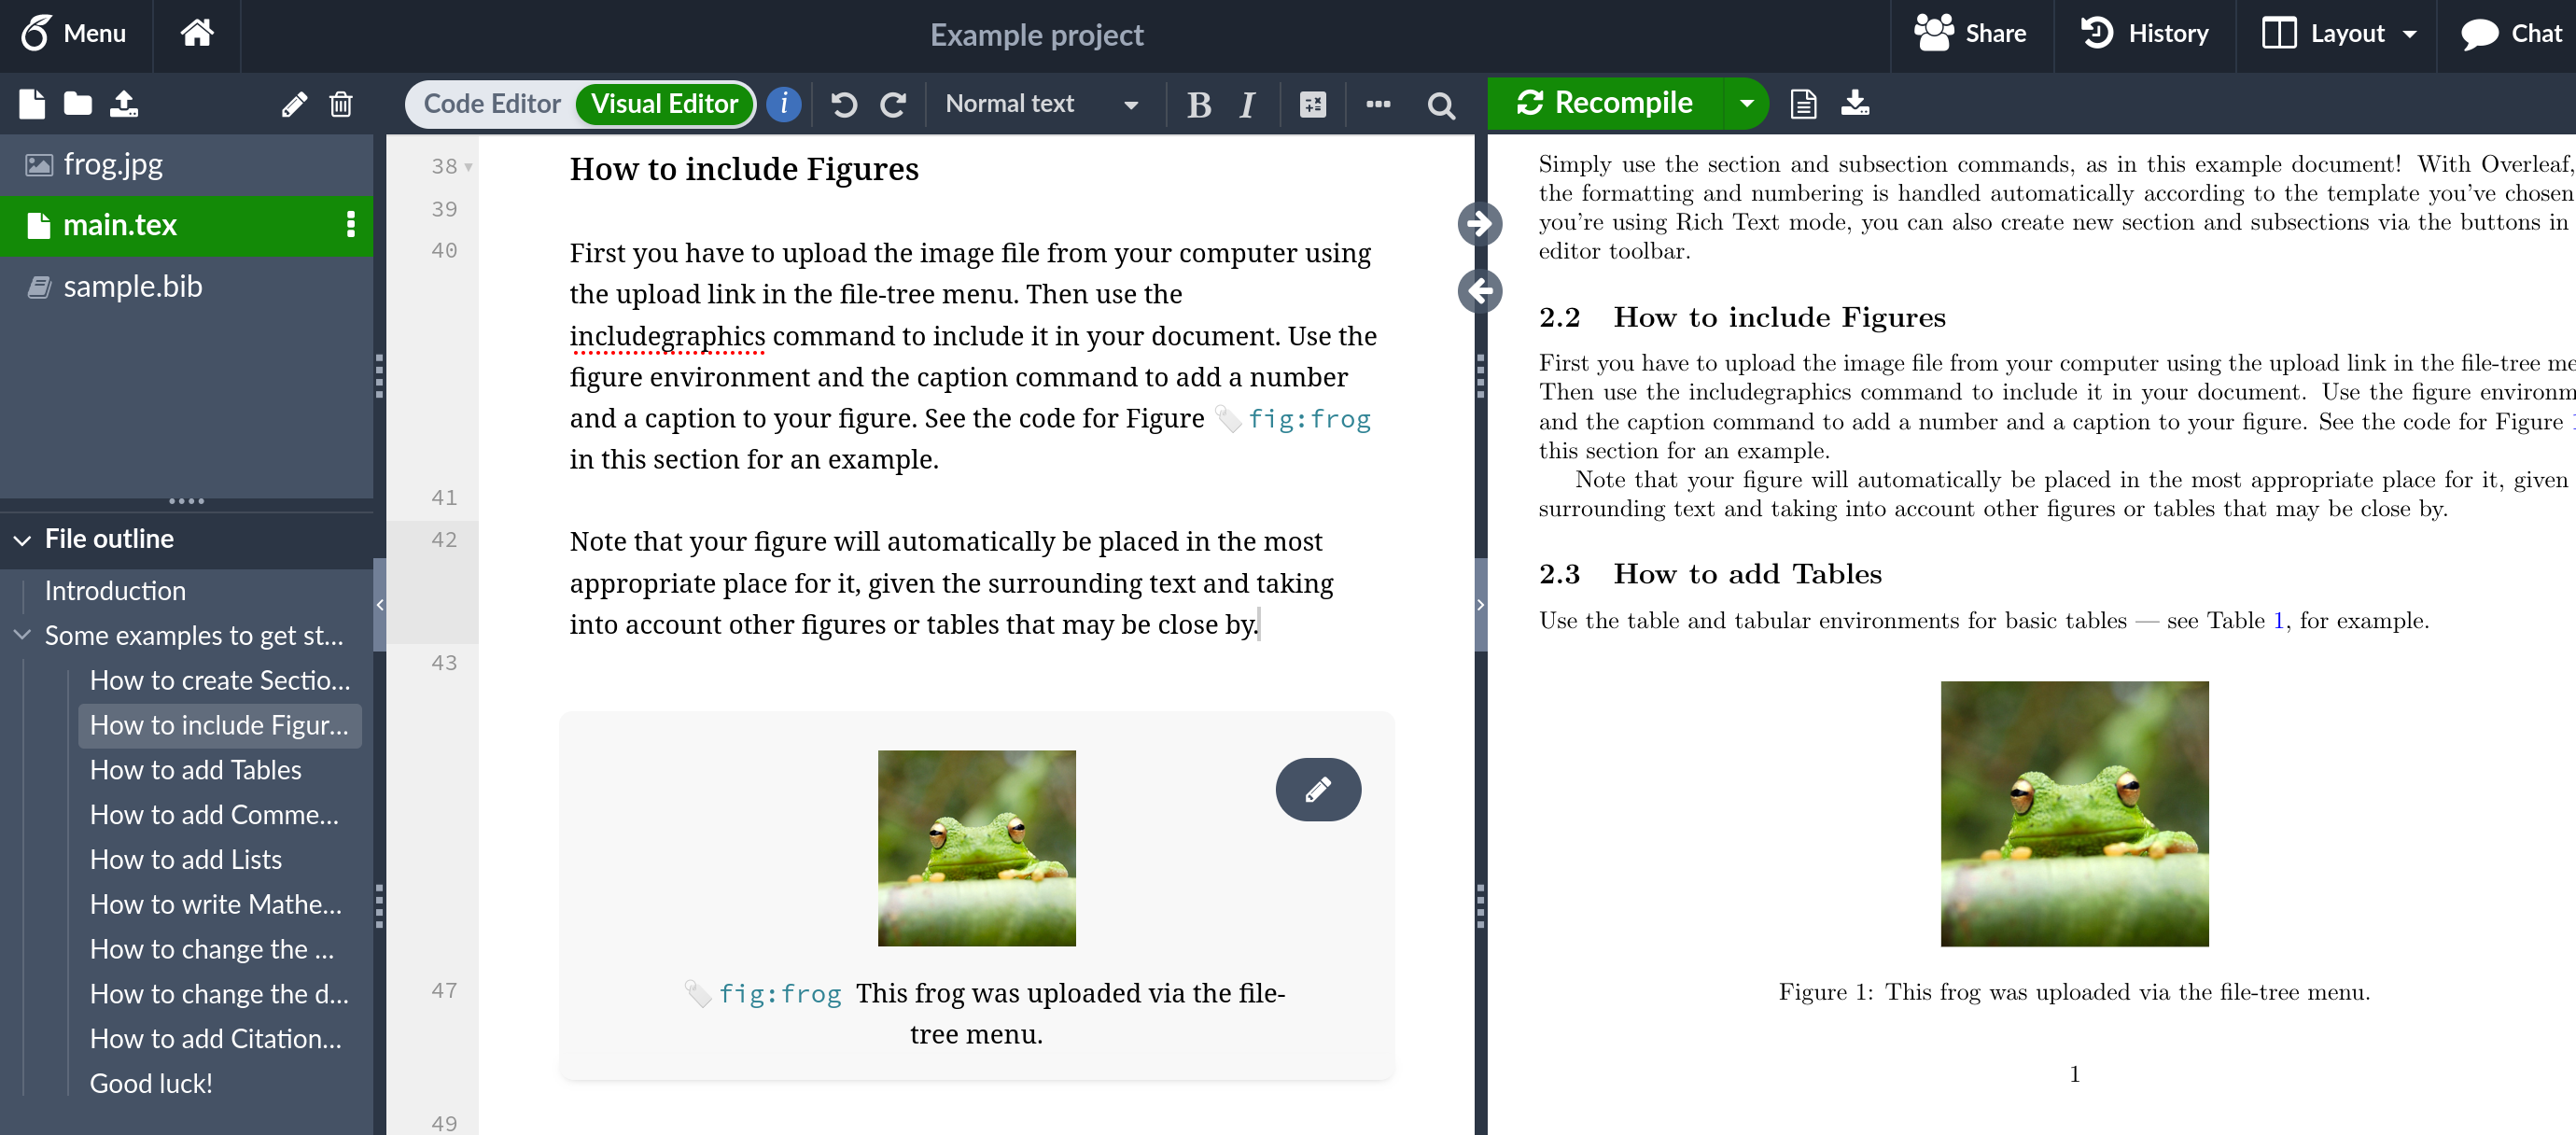 Menu
Example project
Share
History
Layout
Chat
Code Editor
Visual Editor
i
Normal text
B
I
Recompile
frog.jpg
main.tex
sample.bib
File outline
Introduction
Some examples to get st...
How to create Sectio...
How to include Figur...
How to add Tables
How to add Comme...
How to add Lists
How to write Mathe...
How to change the ...
How to change the d...
How to add Citation...
Good luck!
38 How to include Figures
39
40 First you have to upload the image file from your computer using
the upload link in the file-tree menu. Then use the
includegraphics command to include it in your document. Use the
figure environment and the caption command to add a number
and a caption to your figure. See the code for Figure fig:frog
in this section for an example.
41
42 Note that your figure will automatically be placed in the most
appropriate place for it, given the surrounding text and taking
into account other figures or tables that may be close by.
43
47 fig:frog This frog was uploaded via the file-
tree menu.
49
Simply use the section and subsection commands, as in this example document! With Overleaf,
the formatting and numbering is handled automatically according to the template you've chosen
you're using Rich Text mode, you can also create new section and subsections via the buttons in
editor toolbar.
2.2 How to include Figures
First you have to upload the image file from your computer using the upload link in the file-tree me
Then use the includegraphics command to include it in your document. Use the figure environm
and the caption command to add a number and a caption to your figure. See the code for Figure
this section for an example.
Note that your figure will automatically be placed in the most appropriate place for it, given
surrounding text and taking into account other figures or tables that may be close by.
2.3 How to add Tables
Use the table and tabular environments for basic tables — see Table 1, for example.
Figure 1: This frog was uploaded via the file-tree menu.
1